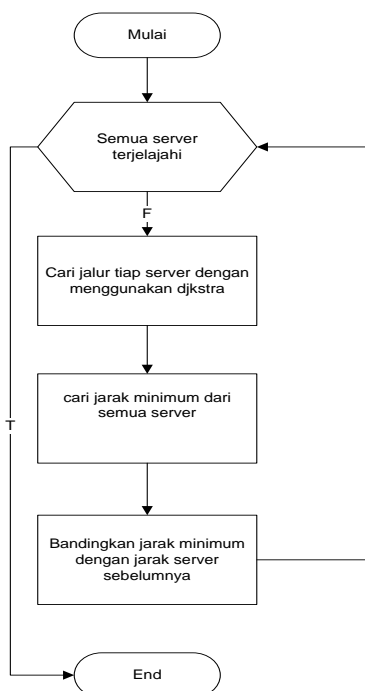 Mulai
Semua server
terjelajahi
F
Cari jalur tiap server dengan
menggunakan djkstra
cari jarak minimum dari
semua server
T
Bandingkan jarak minimum
dengan jarak server
sebelumnya
End